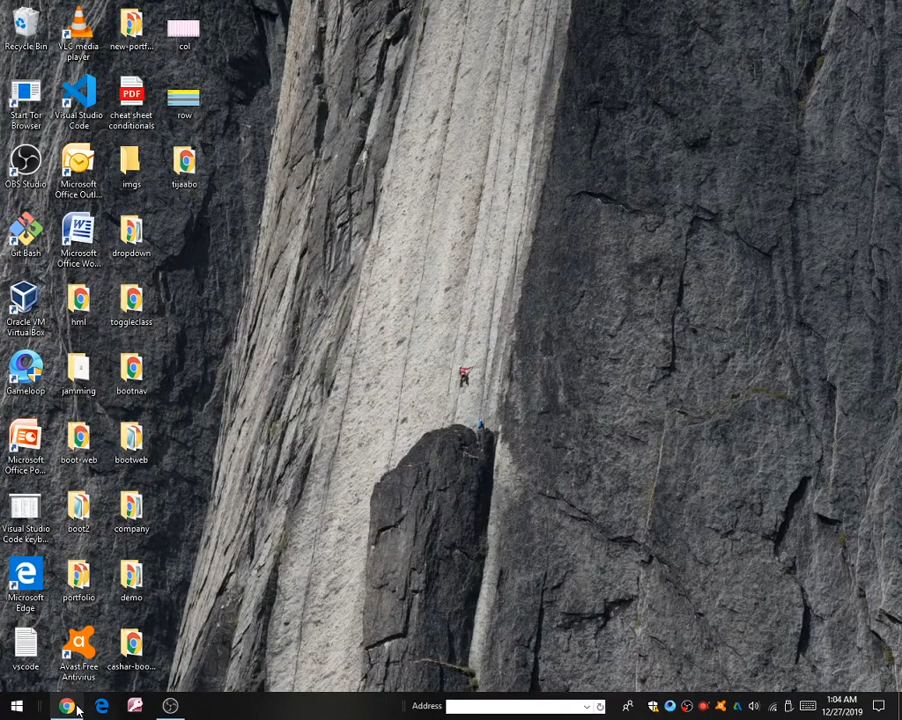 Recycle Bin
VLC media
player
new-portf...
col
Start Tor
Browser
Visual Studio
Code
PDF
cheat sheet
conditionals
row
OBS Studio
Microsoft
Office Outl...
imgs
tijaabo
Git Bash
Microsoft
Office Wo...
dropdown
Oracle VM
VirtualBox
hml
toggleclass
Gameloop
jamming
bootnav
Microsoft
Office Po...
boot-web
bootweb
Visual Studio
Code keyb...
boot2
company
Microsoft
Edge
portfolio
demo
vscode
Avast Free
Antivirus
cashar-boo...
Address
1:04 AM
12/27/2019